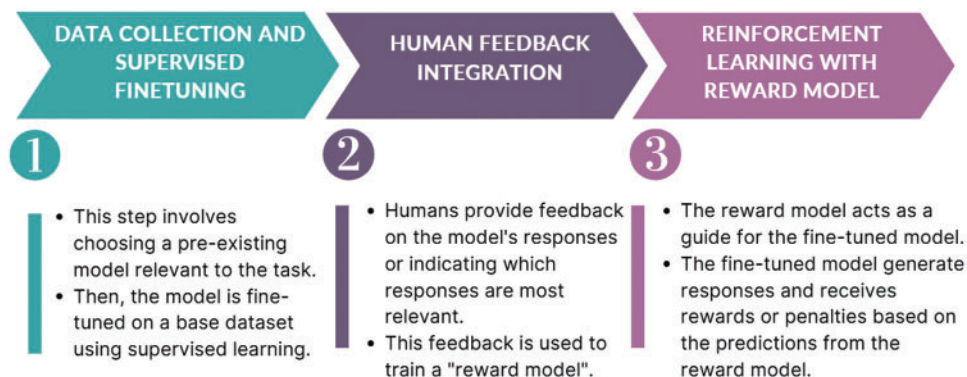 DATA COLLECTION AND
SUPERVISED
FINETUNING
HUMAN FEEDBACK
INTEGRATION
REINFORCEMENT
LEARNING WITH
REWARD MODEL
1
2
3
• This step involves
choosing a pre-existing
model relevant to the task.
• Then, the model is fine-
tuned on a base dataset
using supervised learning.
• Humans provide feedback
on the model's responses
or indicating which
responses are most
relevant.
• This feedback is used to
train a "reward model".
• The reward model acts as a
guide for the fine-tuned model.
• The fine-tuned model generate
responses and receives
rewards or penalties based on
the predictions from the
reward model.